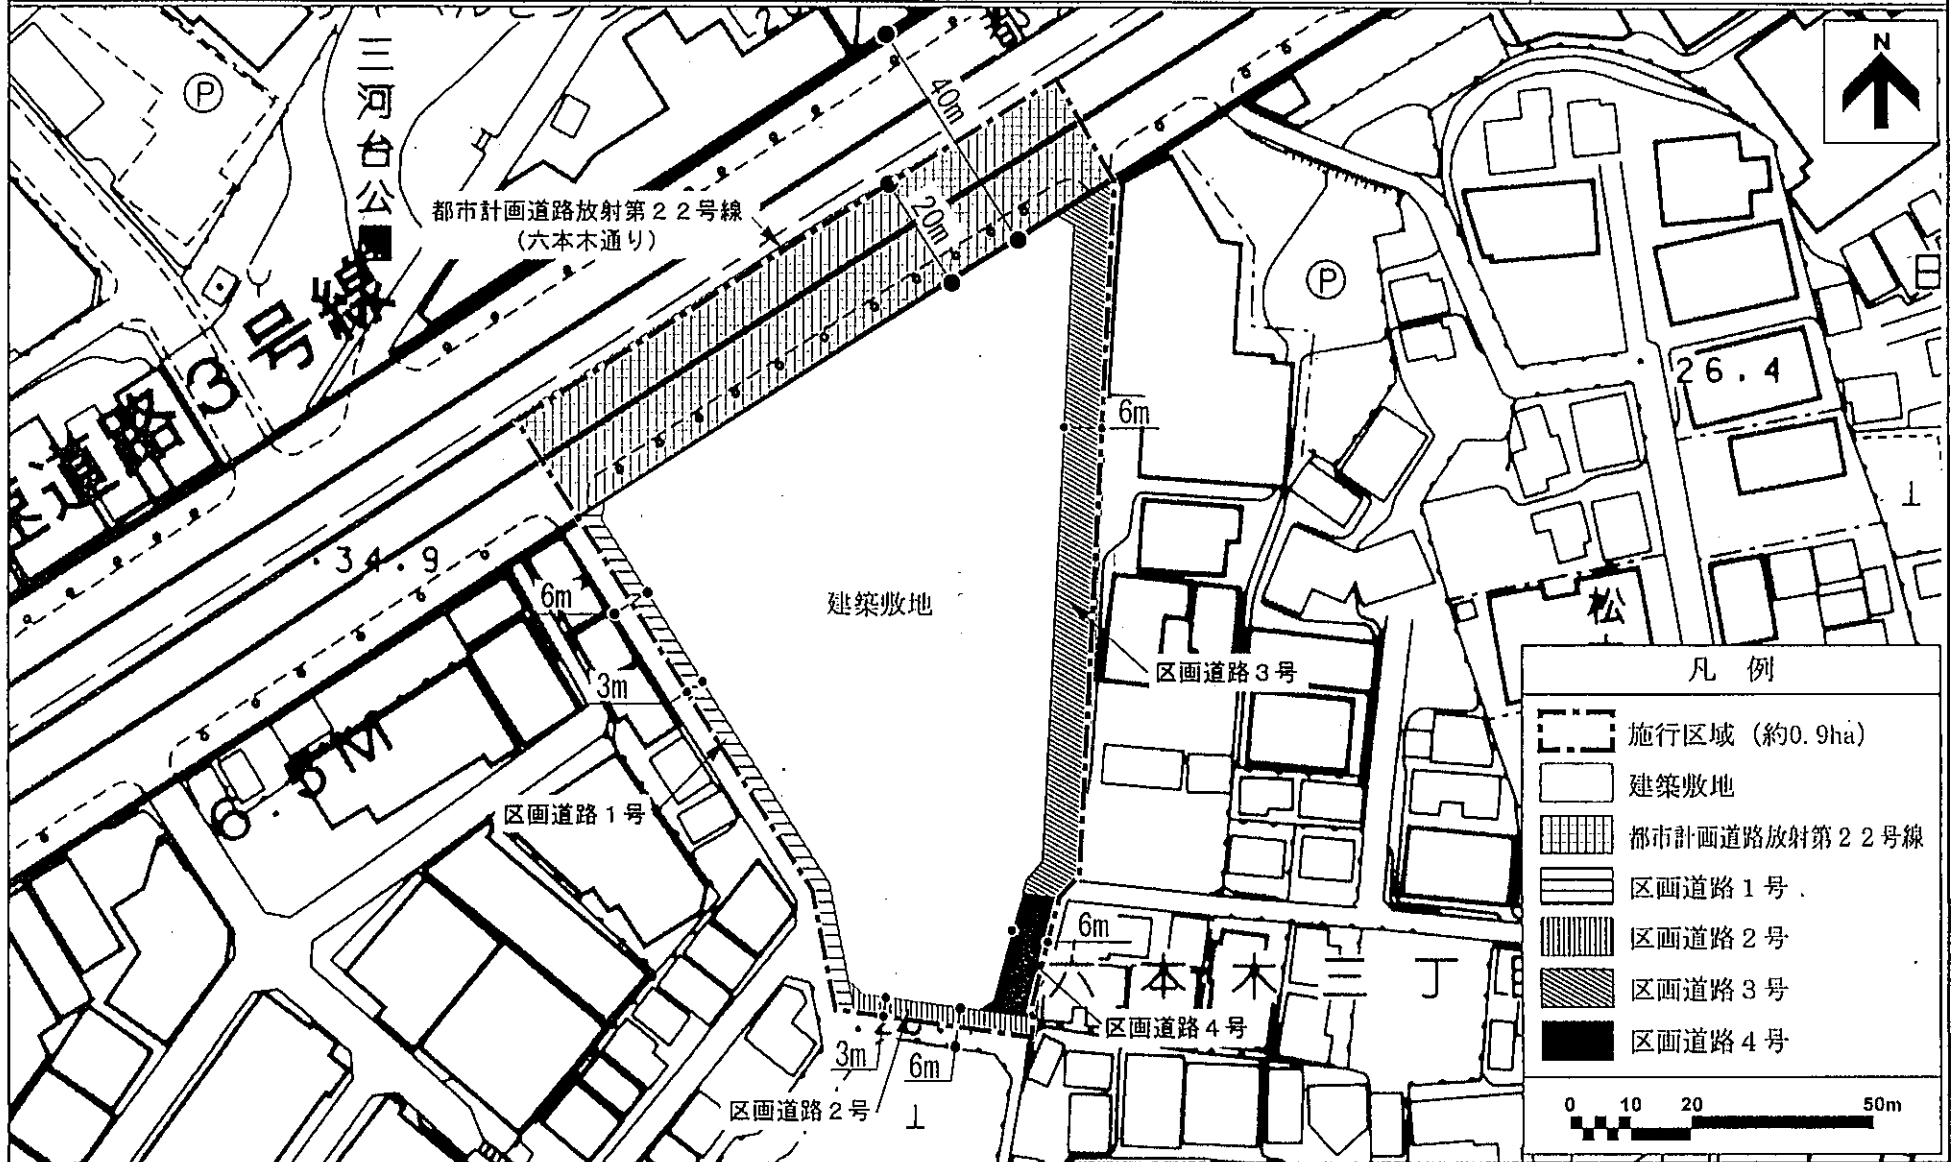 三河台公
N
P
40m
都市計画道路放射第22号線
(六本木通り)
20m
P
号線
道路3
26.4
6m
34.9
6m
建築敷地
松
3m
区画道路3号
6.5M
区画道路1号
6m
六本木三丁
区画道路4号
3m
6m
区画道路2号
凡例
施行区域 (約0.9ha)
建築敷地
都市計画道路放射第22号線
区画道路1号
区画道路2号
区画道路3号
区画道路4号
0 10 20 50m